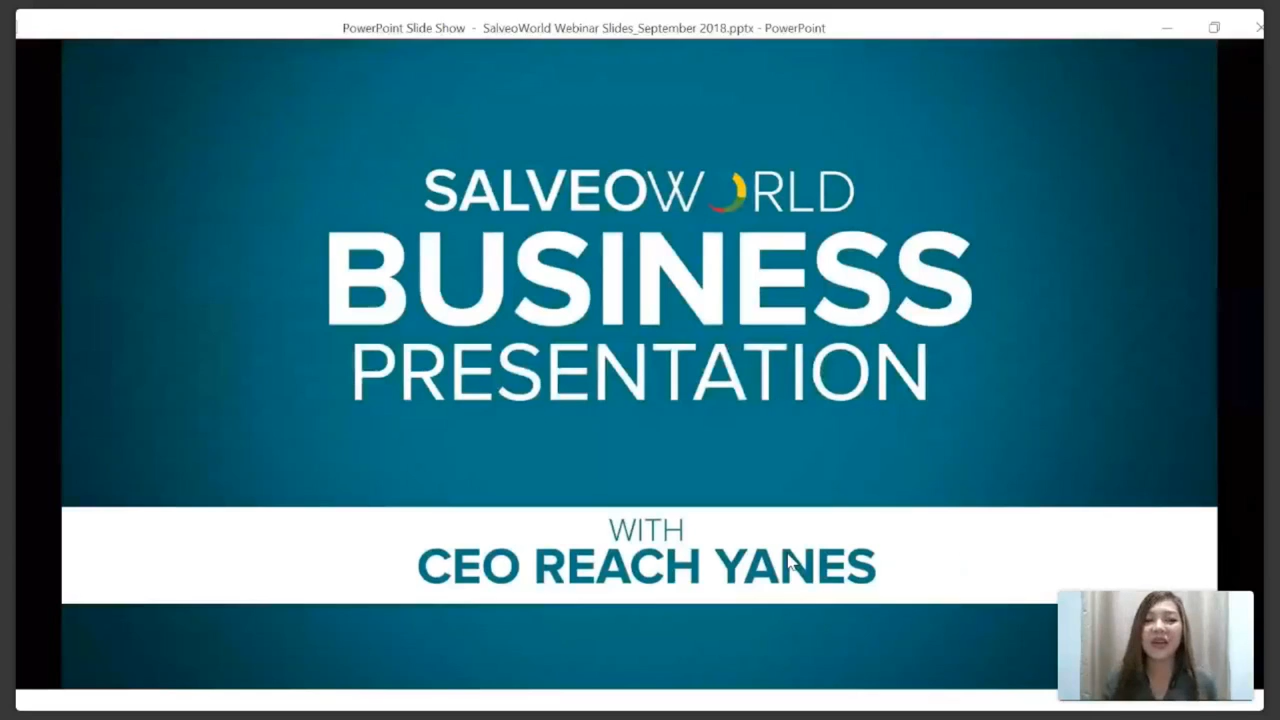 PowerPoint Slide Show - SalveoWorld Webinar Slides_September 2018.pptx - PowerPoint
SALVEOWORLD
BUSINESS
PRESENTATION
WITH
CEO REACH YANES